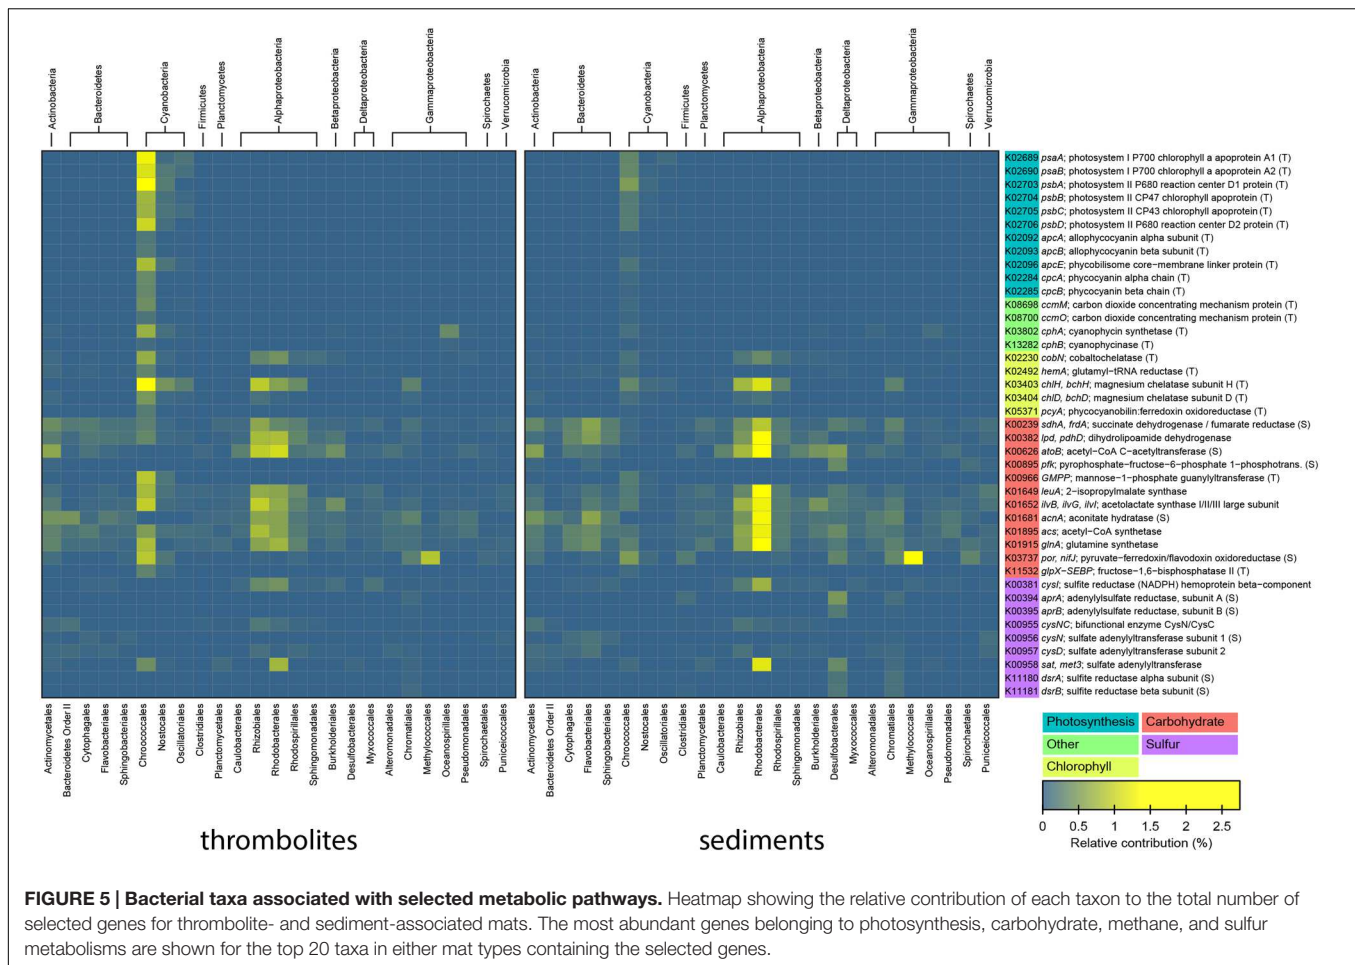 Actinobacteria
Bacteroidetes
Cyanobacteria
Firmicutes
Planctomycetes
Alphaproteobacteria
Betaproteobacteria
Deltaproteobacteria
Gammaproteobacteria
Spirochaetes
Verrucomicrobia
Actinobacteria
Bacteroidetes
Cyanobacteria
Firmicutes
Planctomycetes
Alphaproteobacteria
Betaproteobacteria
Deltaproteobacteria
Gammaproteobacteria
Spirochaetes
Verrucomicrobia
K02689 psaA; photosystem I P700 chlorophyll a apoprotein A1 (T)
K02690 psaB; photosystem I P700 chlorophyll a apoprotein A2 (T)
K02703 psbA; photosystem II P680 reaction center D1 protein (T)
K02704 psbB; photosystem II CP47 chlorophyll apoprotein (T)
K02705 psbC; photosystem II CP43 chlorophyll apoprotein (T)
K02706 psbD; photosystem II P680 reaction center D2 protein (T)
K02092 apcA; allophycocyanin alpha subunit (T)
K02093 apcB; allophycocyanin beta subunit (T)
K02096 apcE; phycobilisome core−membrane linker protein (T)
K02284 cpcA; phycocyanin alpha chain (T)
K02285 cpcB; phycocyanin beta chain (T)
K08698 ccmM; carbon dioxide concentrating mechanism protein (T)
K08700 ccmO; carbon dioxide concentrating mechanism protein (T)
K03802 cphA; cyanophycin synthetase (T)
K13282 cphB; cyanophycinase (T)
K02230 cobN; cobaltochelatase (T)
K02492 hemA; glutamyl−tRNA reductase (T)
K03403 chlH, bchH; magnesium chelatase subunit H (T)
K03404 chlD, bchD; magnesium chelatase subunit D (T)
K05371 pcyA; phycocyanobilin:ferredoxin oxidoreductase (T)
K00239 sdhA, frdA; succinate dehydrogenase / fumarate reductase (S)
K00382 lpd, pdhD; dihydrolipoamide dehydrogenase
K00626 atoB; acetyl−CoA C−acetyltransferase (S)
K00895 pfk; pyrophosphate−fructose−6−phosphate 1−phosphotrans. (S)
K00966 GMPP; mannose−1−phosphate guanylyltransferase (T)
K01649 leuA; 2−isopropylmalate synthase
K01652 ilvB, ilvG, ilvI; acetolactate synthase I/II/III large subunit
K01681 acnA; aconitate hydratase (S)
K01895 acs; acetyl−CoA synthetase
K01915 glnA; glutamine synthetase
K03737 por, nifJ; pyruvate−ferredoxin/flavodoxin oxidoreductase (S)
K11532 glpX−SEBP; fructose−1,6−bisphosphatase II (T)
K00381 cysI; sulfite reductase (NADPH) hemoprotein beta−component
K00394 aprA; adenylylsulfate reductase, subunit A (S)
K00395 aprB; adenylylsulfate reductase, subunit B (S)
K00955 cysNC; bifunctional enzyme CysN/CysC
K00956 cysN; sulfate adenylyltransferase subunit 1 (S)
K00957 cysD; sulfate adenylyltransferase subunit 2
K00958 sat, met3; sulfate adenylyltransferase
K11180 dsrA; sulfite reductase alpha subunit (S)
K11181 dsrB; sulfite reductase beta subunit (S)
Actinomycetales
Bacteroidetes Order II
Cytophagales
Flavobacteriales
Sphingobacteriales
Chroococcales
Nostocales
Oscillatoriales
Clostridiales
Planctomycetales
Caulobacterales
Rhizobiales
Rhodobacterales
Rhodospirillales
Sphingomonadales
Burkholderiales
Desulfobacterales
Myxococcales
Alteromonadales
Chromatiales
Methylococcales
Oceanospirillales
Pseudomonadales
Spirochaetales
Puniceicoccales
Actinomycetales
Bacteroidetes Order II
Cytophagales
Flavobacteriales
Sphingobacteriales
Chroococcales
Nostocales
Oscillatoriales
Clostridiales
Planctomycetales
Caulobacterales
Rhizobiales
Rhodobacterales
Rhodospirillales
Sphingomonadales
Burkholderiales
Desulfobacterales
Myxococcales
Alteromonadales
Chromatiales
Methylococcales
Oceanospirillales
Pseudomonadales
Spirochaetales
Puniceicoccales
Photosynthesis Carbohydrate
Other Sulfur
Chlorophyll
0 0.5 1 1.5 2 2.5
Relative contribution (%)
thrombolites sediments
FIGURE 5 | Bacterial taxa associated with selected metabolic pathways. Heatmap showing the relative contribution of each taxon to the total number of
selected genes for thrombolite- and sediment-associated mats. The most abundant genes belonging to photosynthesis, carbohydrate, methane, and sulfur
metabolisms are shown for the top 20 taxa in either mat types containing the selected genes.